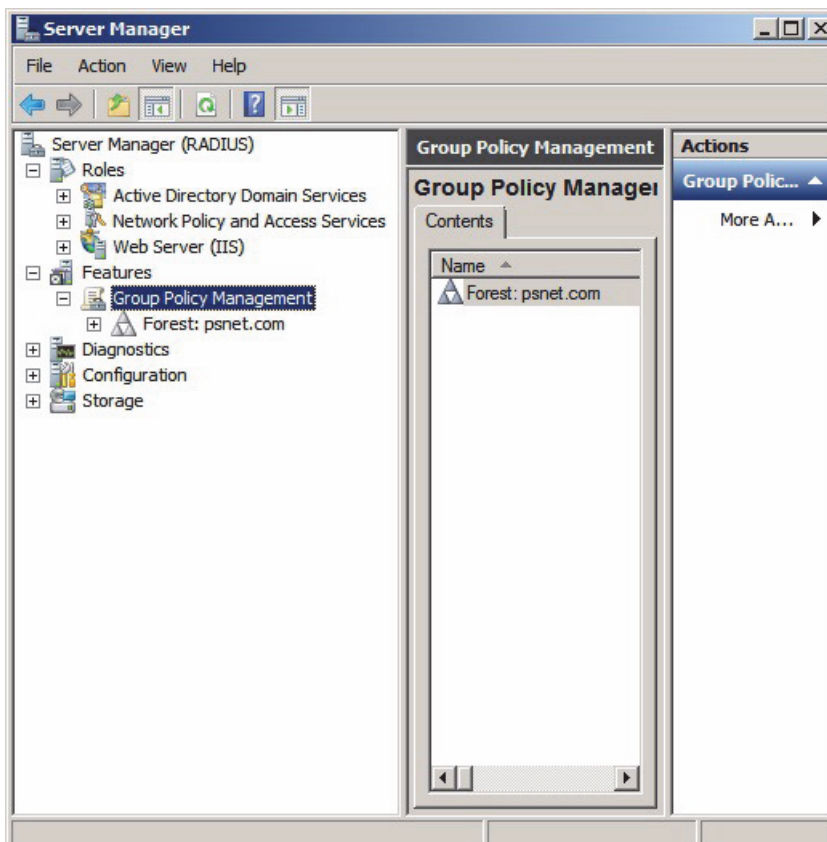 Server Manager
File Action View Help
Server Manager (RADIUS)
Roles
Active Directory Domain Services
Network Policy and Access Services
Web Server (IIS)
Features
Group Policy Management
Forest: psnet.com
Diagnostics
Configuration
Storage
Group Policy Management
Group Policy Manager
Contents
Name
Forest: psnet.com
Actions
Group Polic...
More A...